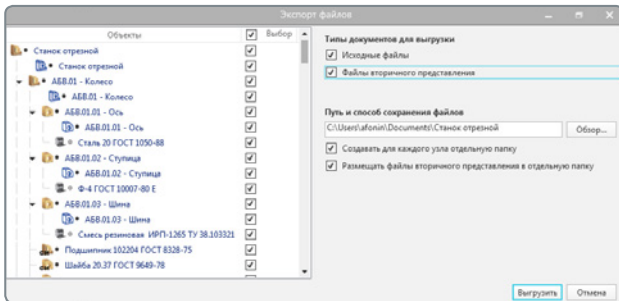 Экспорт файлов
Объекты
Выбор
Станок отрезной
Станок отрезной
АБВ.01 - Колесо
АБВ.01 - Колесо
АБВ.01.01 - Ось
АБВ.01.01 - Ось
Сталь 20 ГОСТ 1050-88
АБВ.01.02 - Ступица
АБВ.01.02 - Ступица
Ф-4 ГОСТ 10007-80 Е
АБВ.01.03 - Шина
АБВ.01.03 - Шина
Смесь резиновая ИРП-1265 ТУ 38.103321
Подшипник 102204 ГОСТ 8328-75
Шайба 20.37 ГОСТ 9649-78
Типы документов для выгрузки
Исходные файлы
Файлы вторичного представления
Путь и способ сохранения файлов
C:\Users\afonin\Documents\Станок отрезной
Обзор...
Создавать для каждого узла отдельную папку
Размещать файлы вторичного представления в отдельную папку
Выгрузить
Отмена